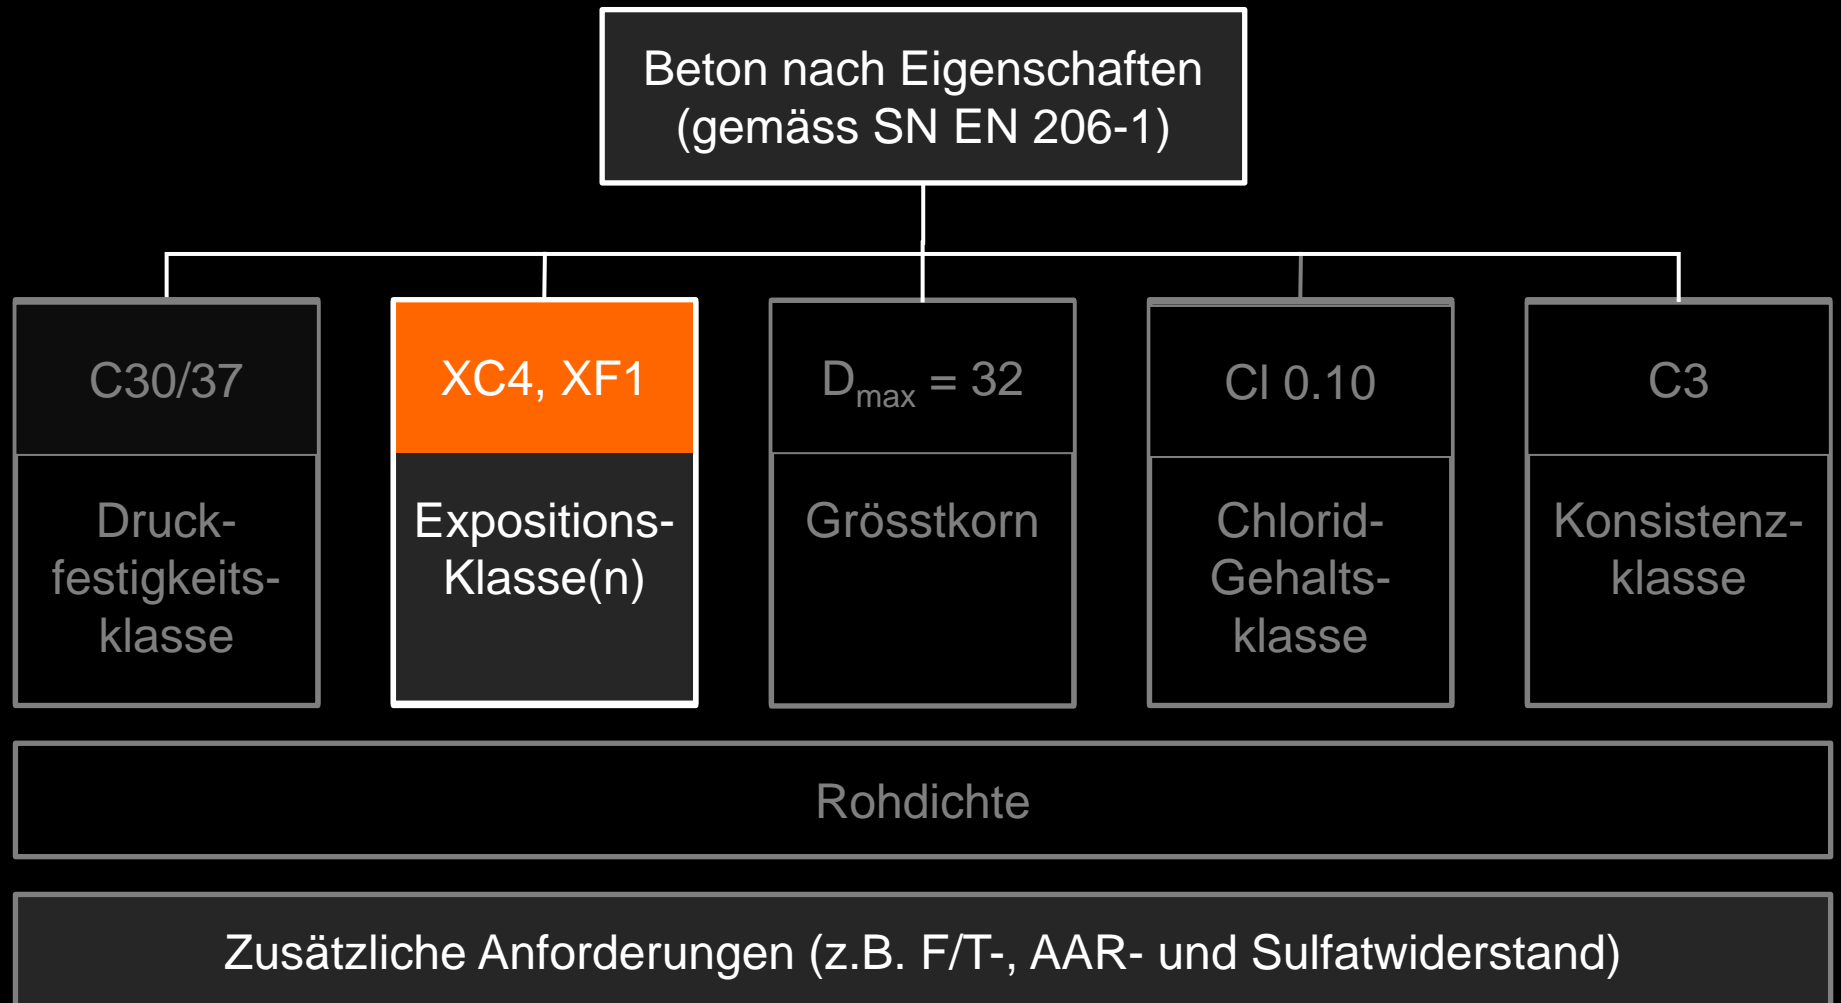 Beton nach Eigenschaften
(gemäss SN EN 206-1)
C30/37
Druck-
festigkeits-
klasse
XC4, XF1
Expositions-
Klasse(n)
Dmax = 32
Grösstkorn
Cl 0.10
Chlorid-
Gehalts-
klasse
C3
Konsistenz-
klasse
Rohdichte
Zusätzliche Anforderungen (z.B. F/T-, AAR- und Sulfatwiderstand)